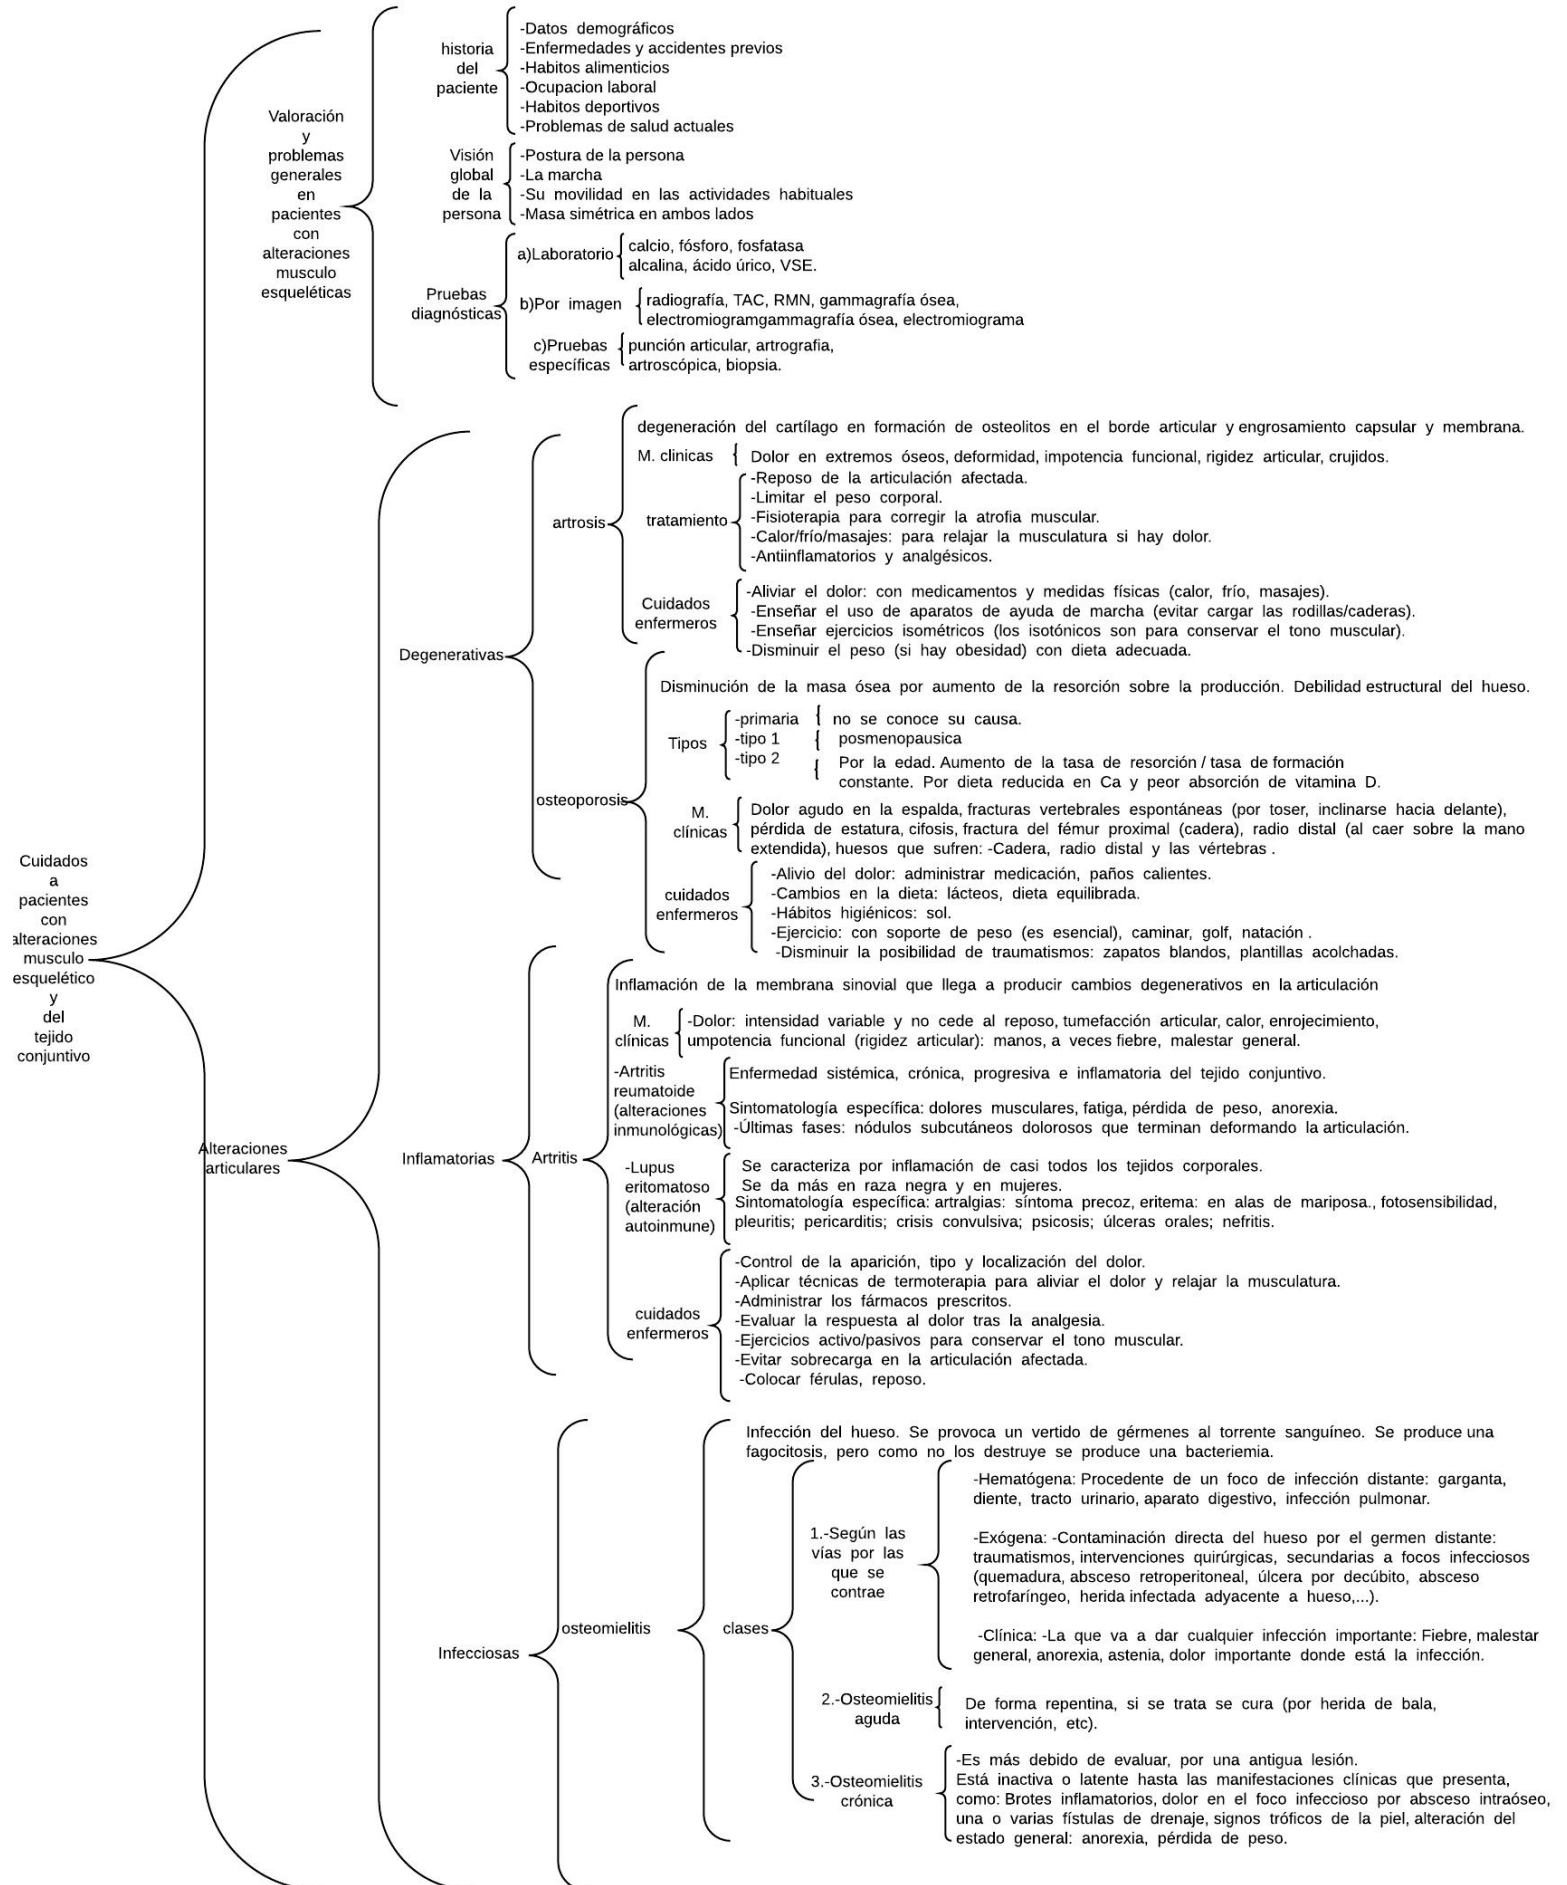 Cuidados
a
pacientes
con
alteraciones
musculo
esquelético
y
del
tejido
conjuntivo
Valoración
y
problemas
generales
en
pacientes
con
alteraciones
musculo
esqueléticas
historia
del
paciente
-Datos demográficos
-Enfermedades y accidentes previos
-Habitos alimenticios
-Ocupacion laboral
-Habitos deportivos
-Problemas de salud actuales
Visión
global
de la
persona
-Postura de la persona
-La marcha
-Su movilidad en las actividades habituales
-Masa simétrica en ambos lados
Pruebas
diagnósticas
a)Laboratorio
calcio, fósforo, fosfatasa
alcalina, ácido úrico, VSE.
b)Por imagen
radiografía, TAC, RMN, gammagrafía ósea,
electromiogramgammagrafía ósea, electromiograma
c)Pruebas
específicas
punción articular, artrografia,
artroscópica, biopsia.
Alteraciones
articulares
Degenerativas
artrosis
degeneración del cartílago en formación de osteolitos en el borde articular y engrosamiento capsular y membrana.
M. clinicas
Dolor en extremos óseos, deformidad, impotencia funcional, rigidez articular, crujidos.
tratamiento
-Reposo de la articulación afectada.
-Limitar el peso corporal.
-Fisioterapia para corregir la atrofia muscular.
-Calor/frío/masajes: para relajar la musculatura si hay dolor.
-Antiinflamatorios y analgésicos.
Cuidados
enfermeros
-Aliviar el dolor: con medicamentos y medidas físicas (calor, frío, masajes).
-Enseñar el uso de aparatos de ayuda de marcha (evitar cargar las rodillas/caderas).
-Enseñar ejercicios isométricos (los isotónicos son para conservar el tono muscular).
-Disminuir el peso (si hay obesidad) con dieta adecuada.
osteoporosis
Disminución de la masa ósea por aumento de la resorción sobre la producción. Debilidad estructural del hueso.
Tipos
-primaria
no se conoce su causa.
-tipo 1
posmenopausica
-tipo 2
Por la edad. Aumento de la tasa de resorción / tasa de formación
constante. Por dieta reducida en Ca y peor absorción de vitamina D.
M.
clínicas
Dolor agudo en la espalda, fracturas vertebrales espontáneas (por toser, inclinarse hacia delante),
pérdida de estatura, cifosis, fractura del fémur proximal (cadera), radio distal (al caer sobre la mano
extendida), huesos que sufren: -Cadera, radio distal y las vértebras .
cuidados
enfermeros
-Alivio del dolor: administrar medicación, paños calientes.
-Cambios en la dieta: lácteos, dieta equilibrada.
-Hábitos higiénicos: sol.
-Ejercicio: con soporte de peso (es esencial), caminar, golf, natación .
-Disminuir la posibilidad de traumatismos: zapatos blandos, plantillas acolchadas.
Inflamatorias
Artritis
Inflamación de la membrana sinovial que llega a producir cambios degenerativos en la articulación
M.
clínicas
-Dolor: intensidad variable y no cede al reposo, tumefacción articular, calor, enrojecimiento,
umpotencia funcional (rigidez articular): manos, a veces fiebre, malestar general.
-Artritis
reumatoide
(alteraciones
inmunológicas)
Enfermedad sistémica, crónica, progresiva e inflamatoria del tejido conjuntivo.
Sintomatología específica: dolores musculares, fatiga, pérdida de peso, anorexia.
-Últimas fases: nódulos subcutáneos dolorosos que terminan deformando la articulación.
-Lupus
eritomatoso
(alteración
autoinmune)
Se caracteriza por inflamación de casi todos los tejidos corporales.
Se da más en raza negra y en mujeres.
Sintomatología específica: artralgias: síntoma precoz, eritema: en alas de mariposa., fotosensibilidad,
pleuritis; pericarditis; crisis convulsiva; psicosis; úlceras orales; nefritis.
cuidados
enfermeros
-Control de la aparición, tipo y localización del dolor.
-Aplicar técnicas de termoterapia para aliviar el dolor y relajar la musculatura.
-Administrar los fármacos prescritos.
-Evaluar la respuesta al dolor tras la analgesia.
-Ejercicios activo/pasivos para conservar el tono muscular.
-Evitar sobrecarga en la articulación afectada.
-Colocar férulas, reposo.
Infecciosas
osteomielitis
Infección del hueso. Se provoca un vertido de gérmenes al torrente sanguíneo. Se produce una
fagocitosis, pero como no los destruye se produce una bacteriemia.
clases
1.-Según las
vías por las
que se
contrae
-Hematógena: Procedente de un foco de infección distante: garganta,
diente, tracto urinario, aparato digestivo, infección pulmonar.
-Exógena: -Contaminación directa del hueso por el germen distante:
traumatismos, intervenciones quirúrgicas, secundarias a focos infecciosos
(quemadura, absceso retroperitoneal, úlcera por decúbito, absceso
retrofaríngeo, herida infectada adyacente a hueso,...).
-Clínica: -La que va a dar cualquier infección importante: Fiebre, malestar
general, anorexia, astenia, dolor importante donde está la infección.
2.-Osteomielitis
aguda
De forma repentina, si se trata se cura (por herida de bala,
intervención, etc).
3.-Osteomielitis
crónica
-Es más debido de evaluar, por una antigua lesión.
Está inactiva o latente hasta las manifestaciones clínicas que presenta,
como: Brotes inflamatorios, dolor en el foco infeccioso por absceso intraóseo,
una o varias fístulas de drenaje, signos tróficos de la piel, alteración del
estado general: anorexia, pérdida de peso.